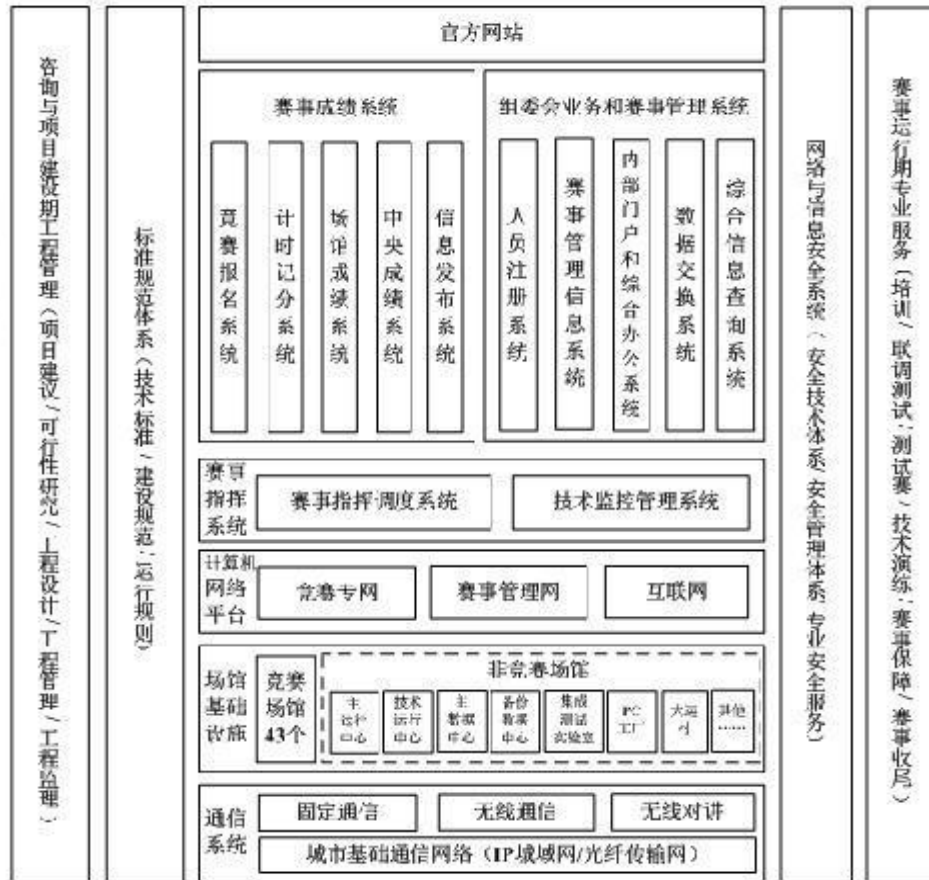 咨询与项目建设期工程管理(项目建议/可行性研究/工程设计/工程管理/工程监理)
标准规范体系(技术标准/建设规范/运行规则)
官方网站
赛事成绩系统
竞赛报名系统
计时记分系统
场馆成绩系统
中央成绩系统
信息发布系统
组委会业务和赛事管理系统
人员注册系统
赛事管理信息系统
内部门户和综合办公系统
数据交换系统
综合信息查询系统
赛事
指挥
系统
赛事指挥调度系统
技术监控管理系统
计算机
网络
平台
竞赛专网
赛事管理网
互联网
场馆
基础
设施
竞赛
场馆
43个
非竞赛场馆
主
运行
中心
技术
运行
中心
主
数据
中心
备份
数据
中心
集成
测试
实验室
PC
工厂
大运
村
其他
……
通信
系统
固定通信
无线通信
无线对讲
城市基础通信网络(IP城域网/光纤传输网)
网络与信息安全系统(安全技术体系/安全管理体系/专业安全服务)
赛事运行期专业服务(培训/联调测试/测试赛/技术演练/赛事保障/赛事收尾)